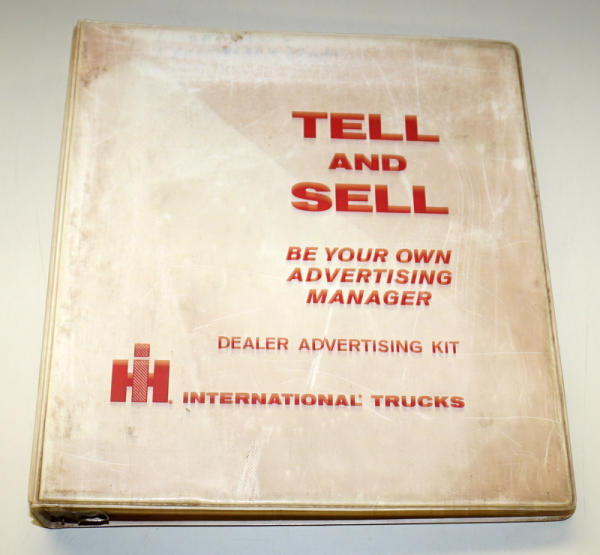 TELL
AND
SELL
BE YOUR OWN
ADVERTISING
MANAGER
DEALER ADVERTISING KIT
IH® INTERNATIONAL® TRUCKS